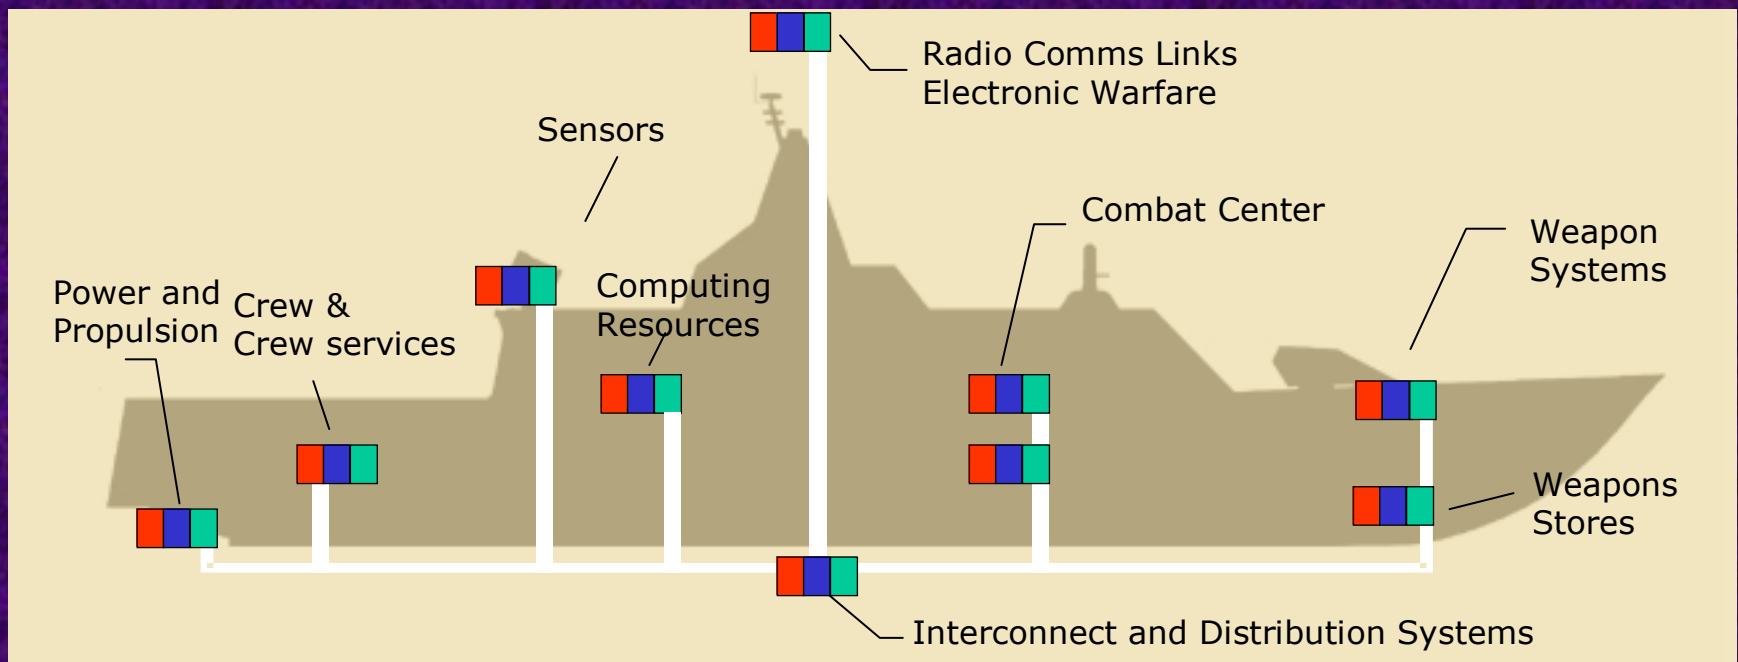 Radio Comms Links
Electronic Warfare
Sensors
Combat Center
Weapon
Systems
Computing
Resources
Power and
Propulsion
Crew &
Crew services
Weapons
Stores
Interconnect and Distribution Systems